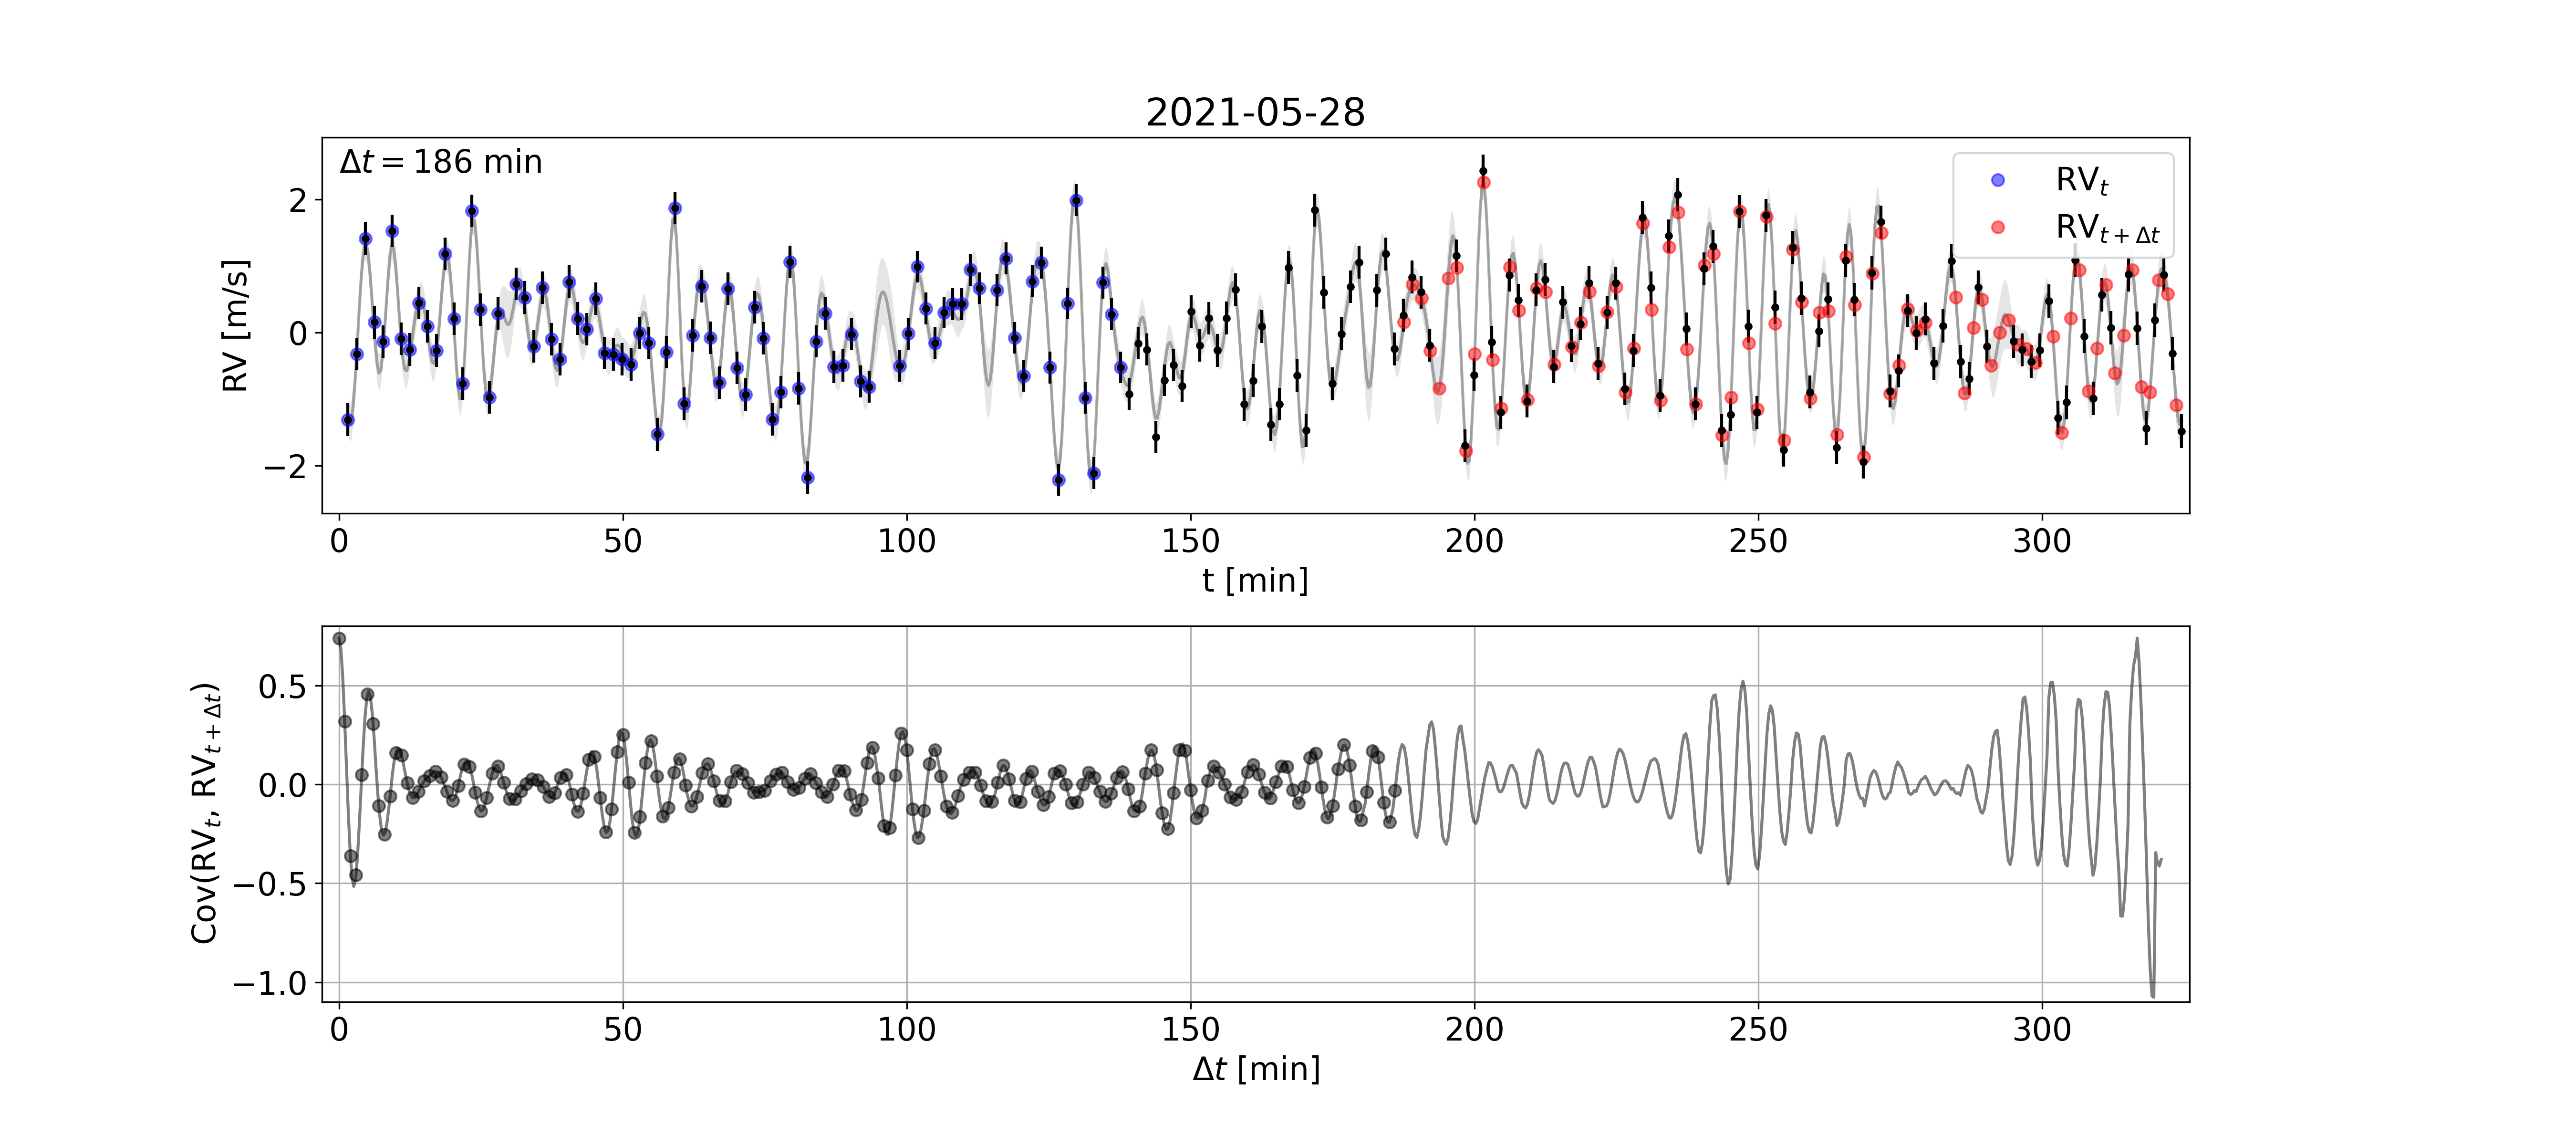 2021-05-28
Δt = 186 min
RV_t
RV_{t+Δt}
RV [m/s]
2
0
−2
0 50 100 150 200 250 300
t [min]
Cov(RV_t, RV_{t+Δt})
0.5
0.0
−0.5
−1.0
0 50 100 150 200 250 300
Δt [min]